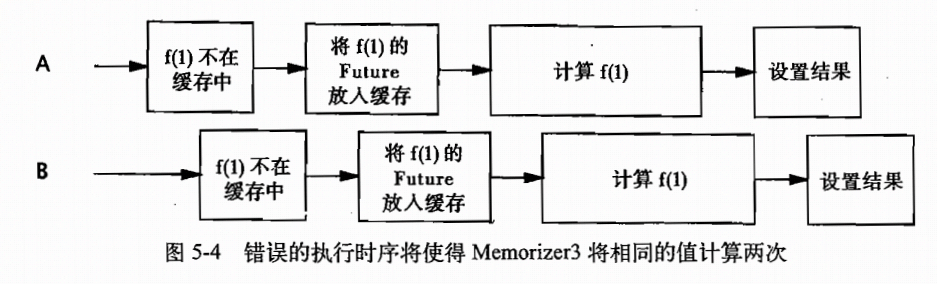 A
f(1) 不在
缓存中
将 f(1) 的
Future
放入缓存
计算 f(1)
设置结果
B
f(1) 不在
缓存中
将 f(1) 的
Future
放入缓存
计算 f(1)
设置结果
图 5-4 错误的执行时序将使得 Memorizer3 将相同的值计算两次